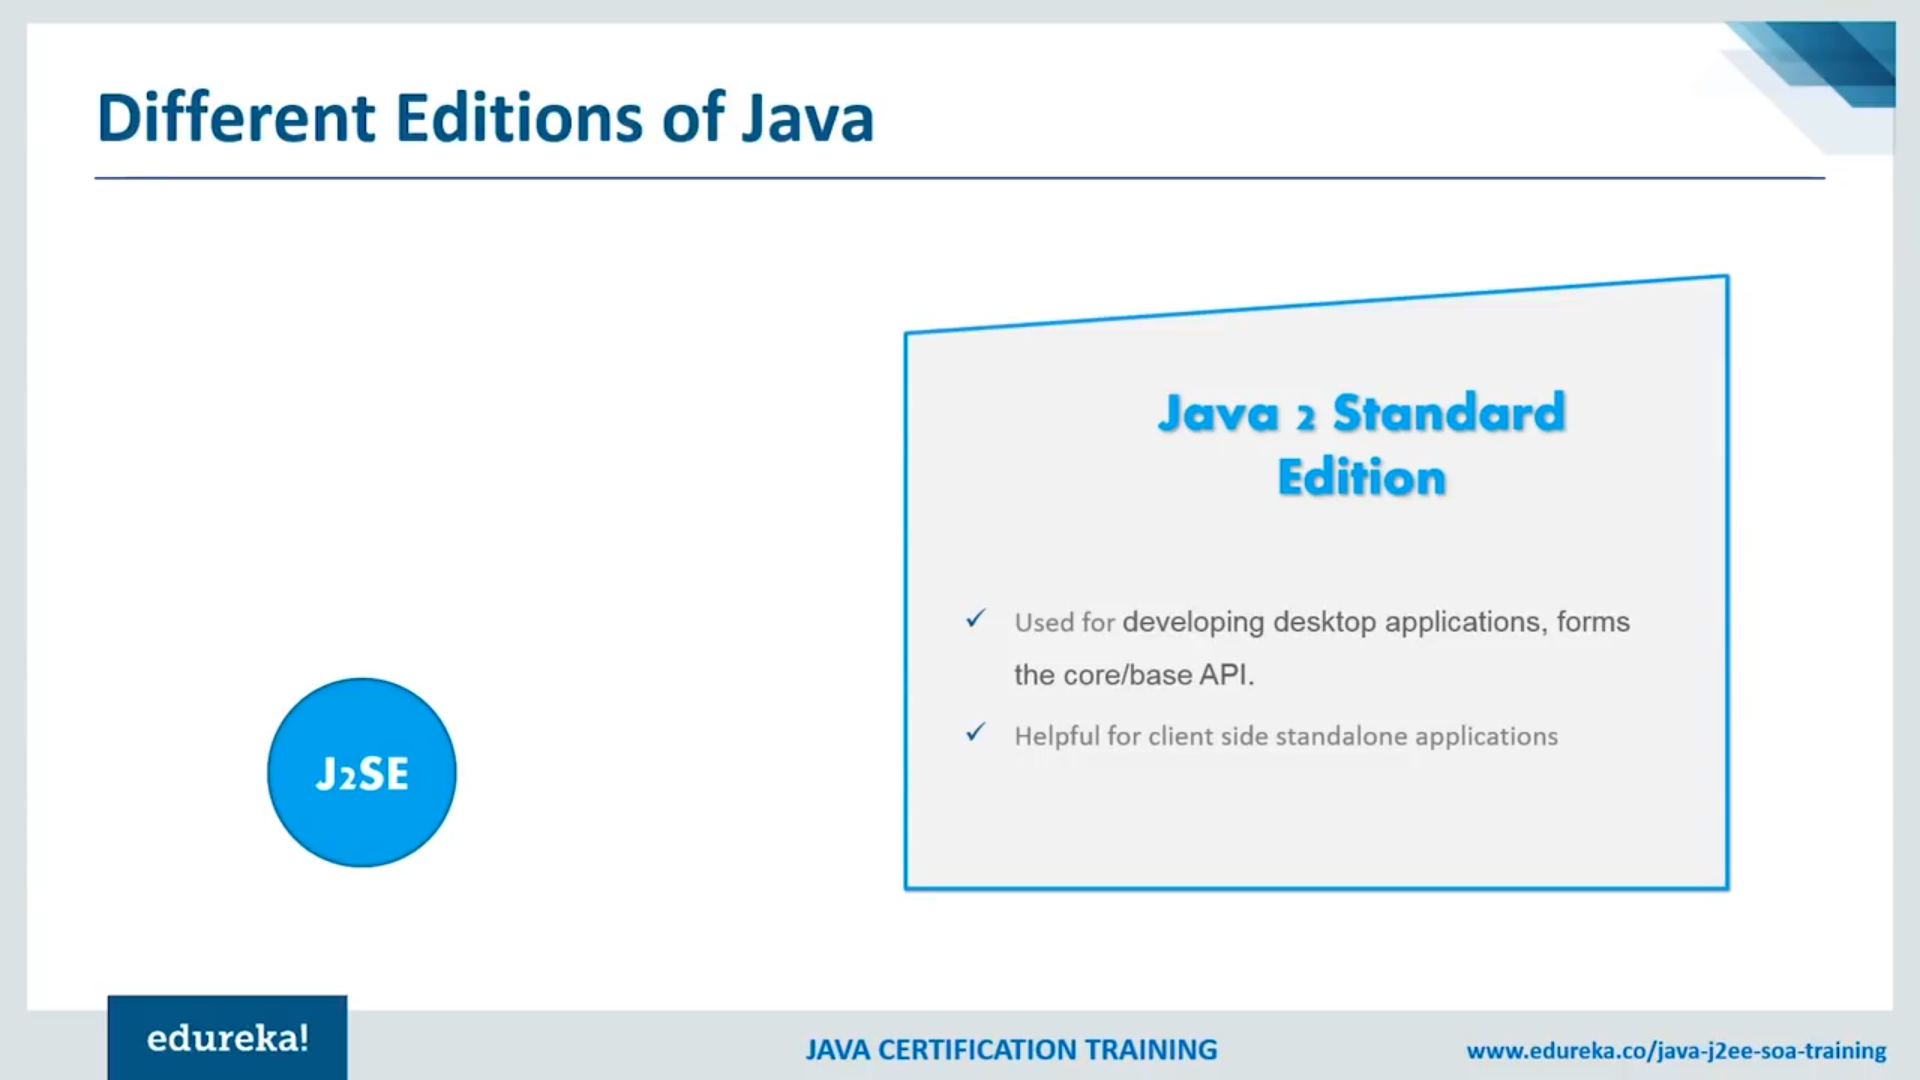 Different Editions of Java
Java 2 Standard
Edition
✓ Used for developing desktop applications, forms
the core/base API.
✓ Helpful for client side standalone applications
J2SE
edureka!
JAVA CERTIFICATION TRAINING
www.edureka.co/java-j2ee-soa-training